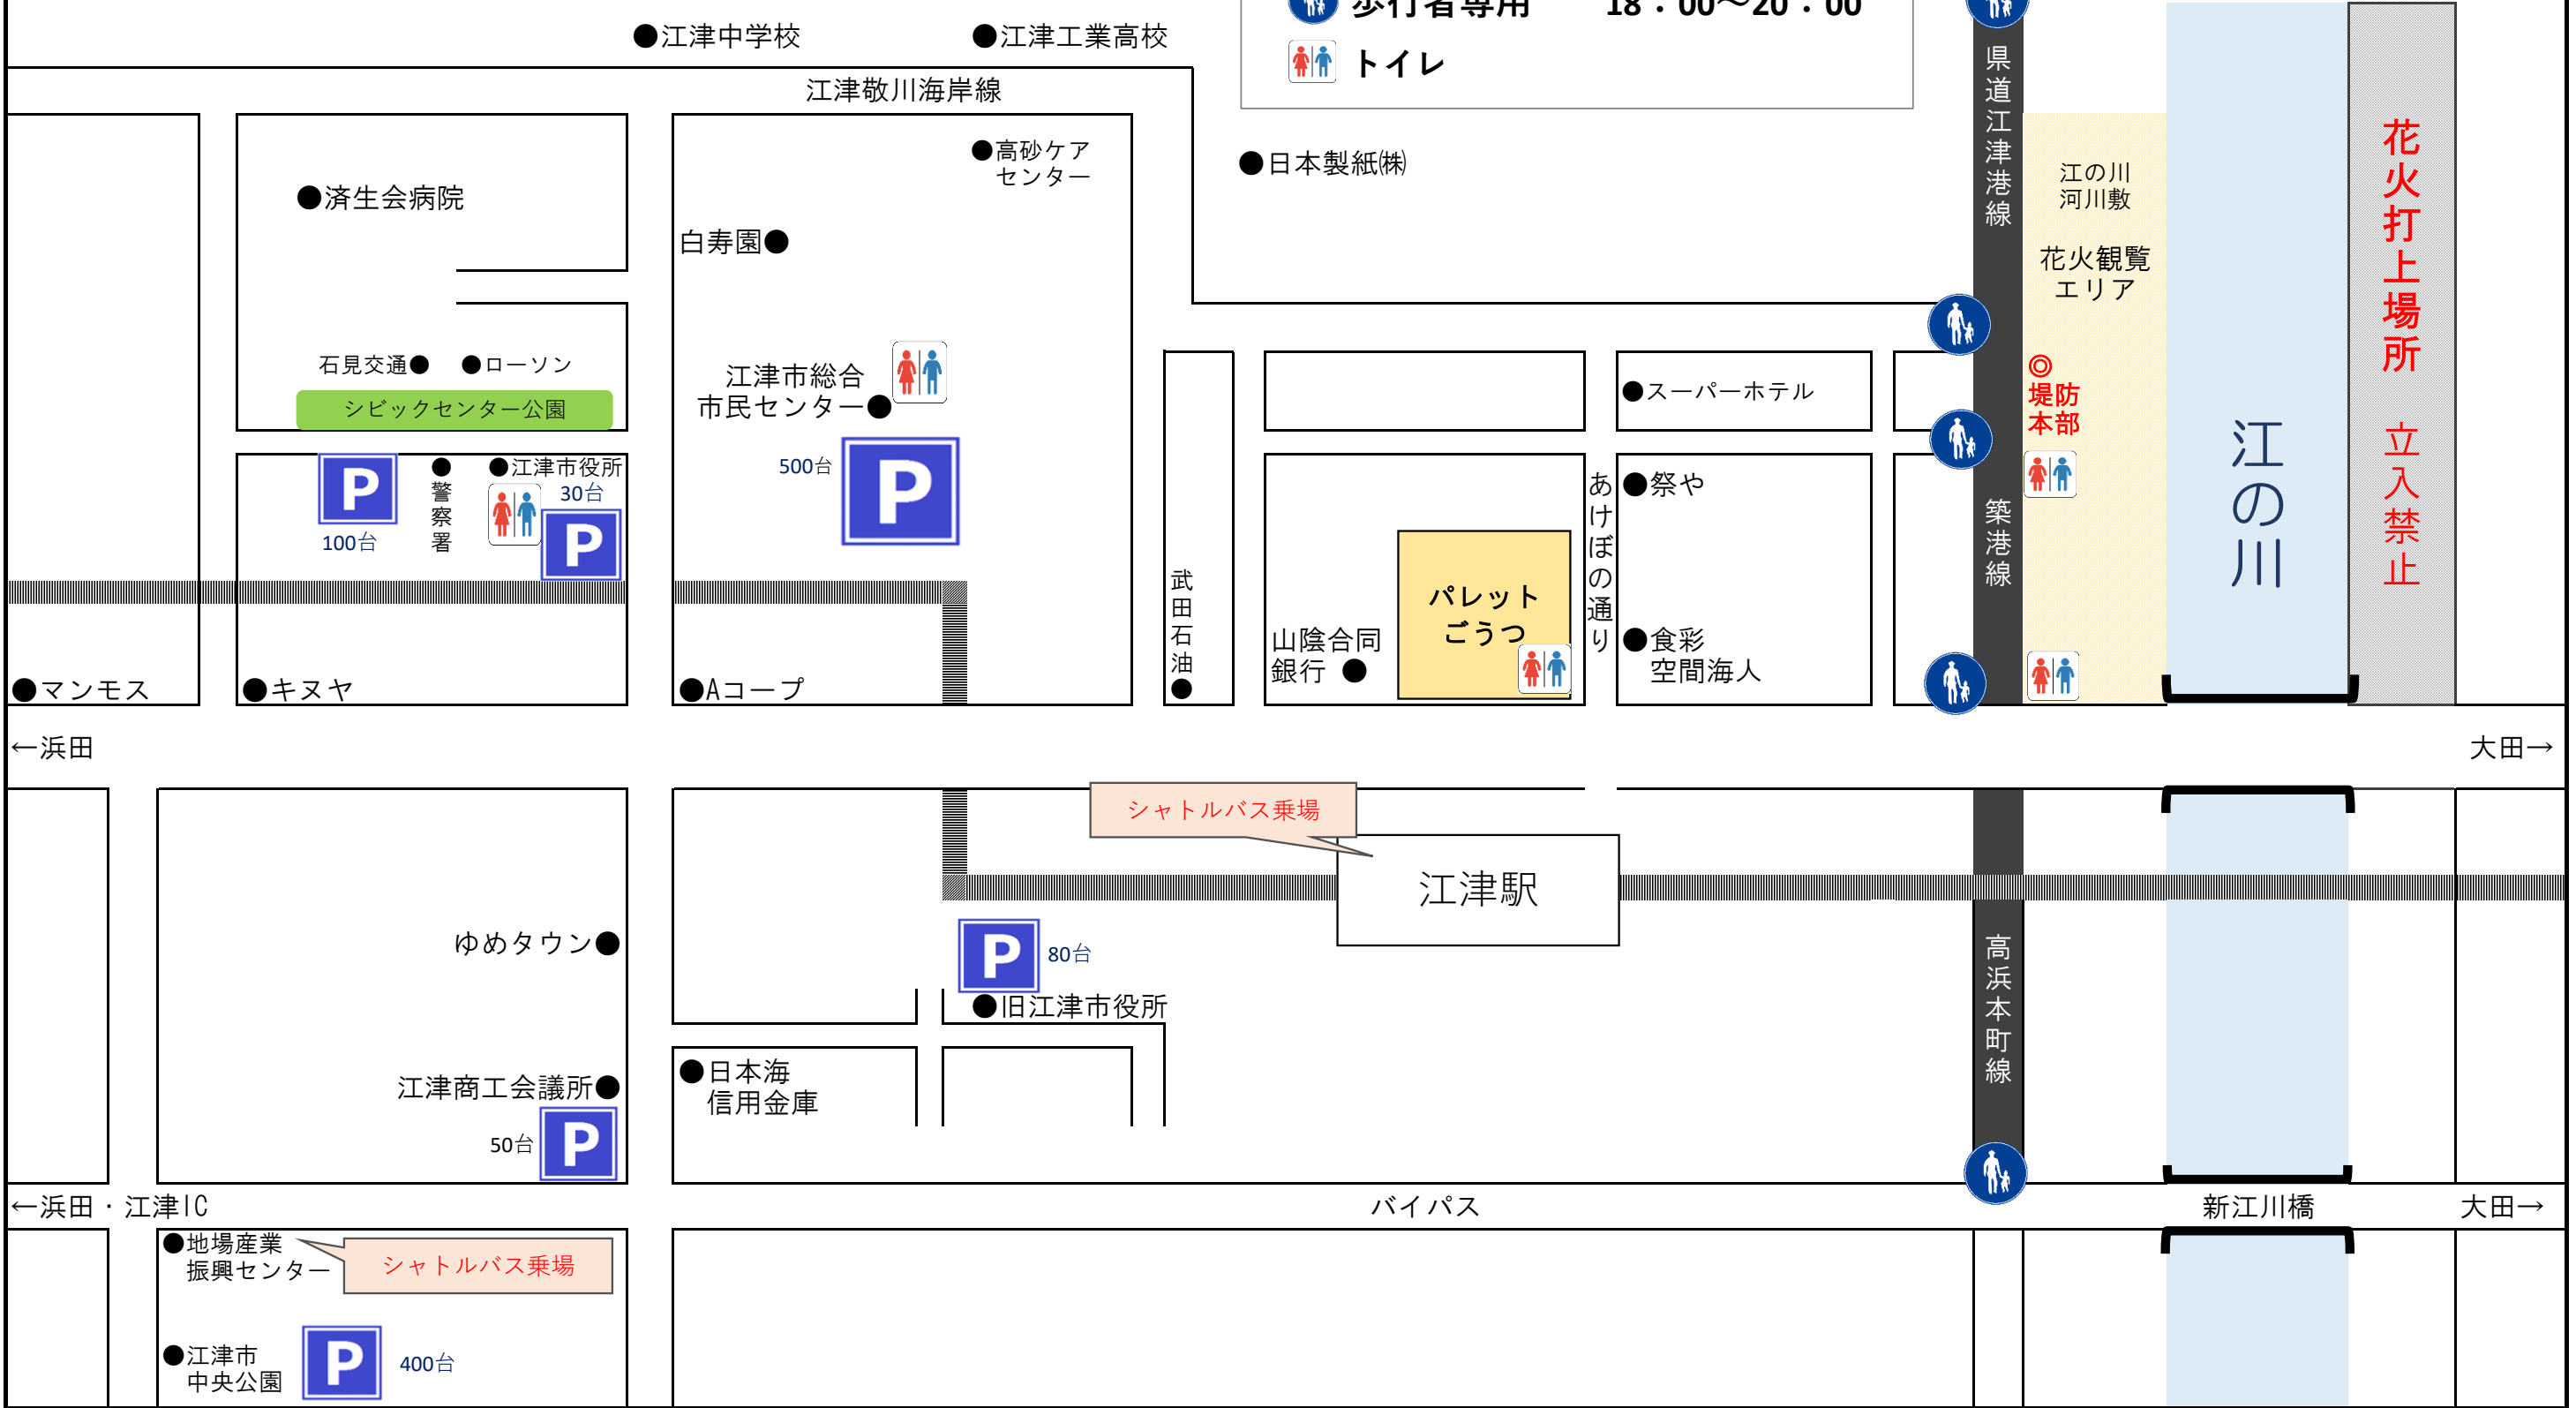 歩行者専用 18：00～20：00
トイレ
●江津中学校
●江津工業高校
江津敬川海岸線
●高砂ケア
センター
●日本製紙㈱
●済生会病院
白寿園●
石見交通●
●ローソン
シビックセンター公園
江津市総合
市民センター●
500台
P
P
100台
●
警察署
●江津市役所
30台
P
●マンモス
●キヌヤ
●Aコープ
武田石油●
●スーパーホテル
●祭や
あけぼの通り
パレット
ごうつ
山陰合同
銀行 ●
●食彩
空間海人
県道江津港線
築港線
江の川
河川敷
花火観覧
エリア
◎
堤防
本部
江の川
花火打上場所 立入禁止
←浜田
大田→
シャトルバス乗場
江津駅
ゆめタウン●
P
80台
●旧江津市役所
高浜本町線
江津商工会議所●
50台
P
●日本海
信用金庫
←浜田・江津IC
バイパス
新江川橋
大田→
●地場産業
振興センター
シャトルバス乗場
●江津市
中央公園
P
400台